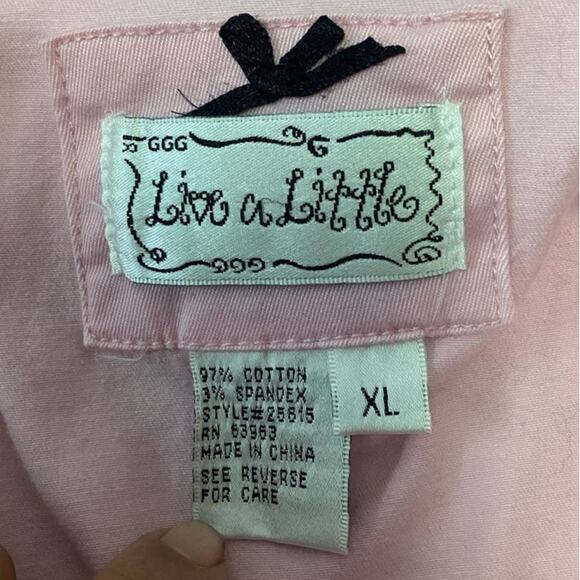 GGG G
Live a Little
GGG
97% COTTON
3% SPANDEX
STYLE#25615
RN 63963
MADE IN CHINA
SEE REVERSE
FOR CARE
XL